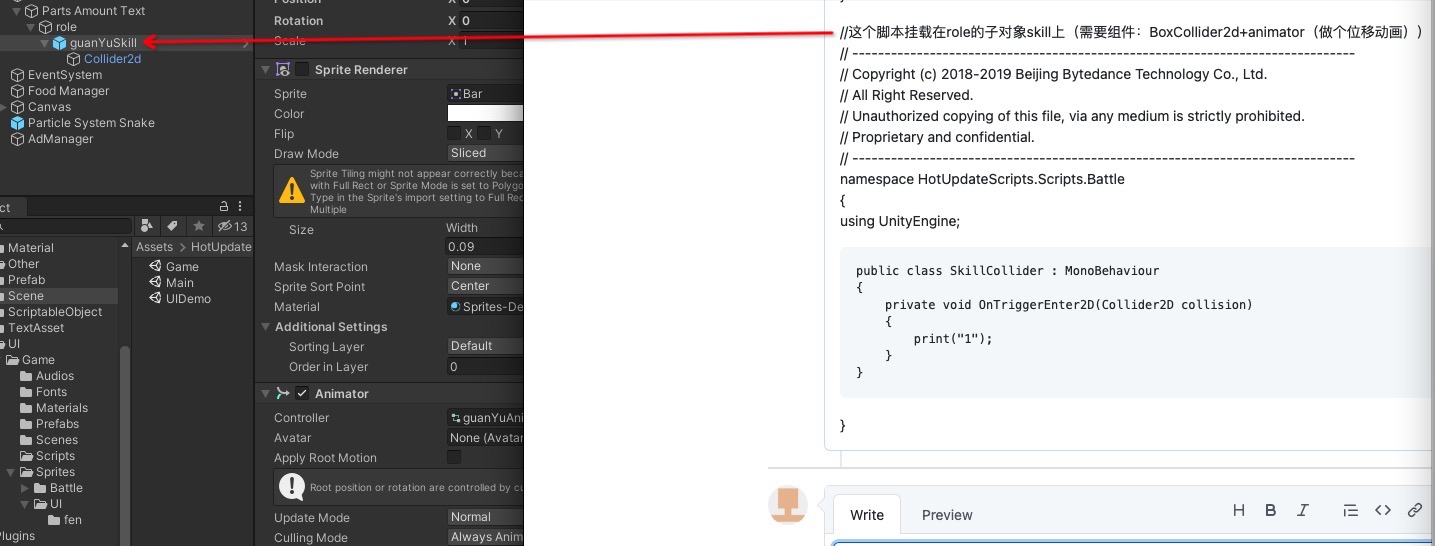 Parts Amount Text
role
guanYuSkill
Collider2d
EventSystem
Food Manager
Canvas
Particle System Snake
AdManager
ct
13
Material
Other
Prefab
Scene
ScriptableObject
TextAsset
UI
Game
Audios
Fonts
Materials
Prefabs
Scenes
Scripts
Sprites
Battle
UI
fen
lugins
Assets > HotUpdate
Game
Main
UIDemo
Position X 0
Rotation X 0
Scale X 1
Sprite Renderer
Sprite Bar
Color
Flip X Y
Draw Mode Sliced
Sprite Tiling might not appear correctly beca
with Full Rect or Sprite Mode is set to Polygo
Type in the Sprite's import setting to Full Rec
Multiple
Size Width
0.09
Mask Interaction None
Sprite Sort Point Center
Material Sprites-De
Additional Settings
Sorting Layer Default
Order in Layer 0
Animator
Controller guanYuAni
Avatar None (Avatar
Apply Root Motion
Root position or rotation are controlled by cu
Update Mode Normal
Culling Mode Always Anim
}
//这个脚本挂载在role的子对象skill上（需要组件：BoxCollider2d+animator（做个位移动画））
// ------------------------------------------------------------------------------
// Copyright (c) 2018-2019 Beijing Bytedance Technology Co., Ltd.
// All Right Reserved.
// Unauthorized copying of this file, via any medium is strictly prohibited.
// Proprietary and confidential.
// ------------------------------------------------------------------------------
namespace HotUpdateScripts.Scripts.Battle
{
using UnityEngine;
public class SkillCollider : MonoBehaviour
{
private void OnTriggerEnter2D(Collider2D collision)
{
print("1");
}
}
}
Write Preview H B I